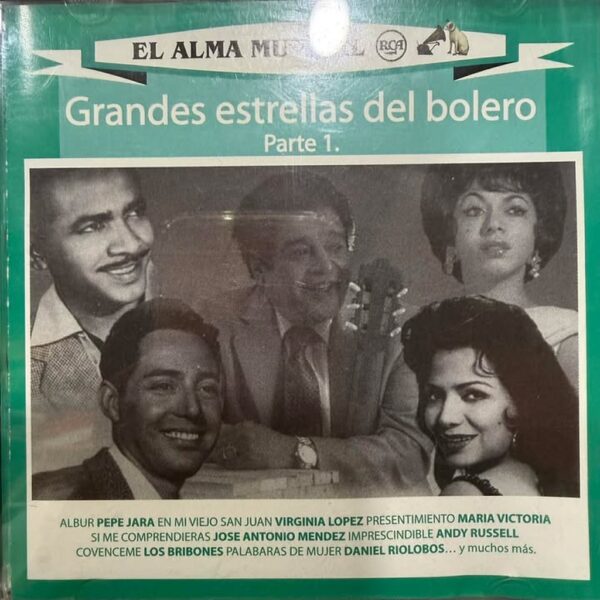 EL ALMA MU L RCA
Grandes estrellas del bolero
Parte 1.
ALBUR PEPE JARA EN MI VIEJO SAN JUAN VIRGINIA LOPEZ PRESENTIMIENTO MARIA VICTORIA
SI ME COMPRENDIERAS JOSE ANTONIO MENDEZ IMPRESCINDIBLE ANDY RUSSELL
COVENCEME LOS BRIBONES PALABARAS DE MUJER DANIEL RIOLOBOS... y muchos más.